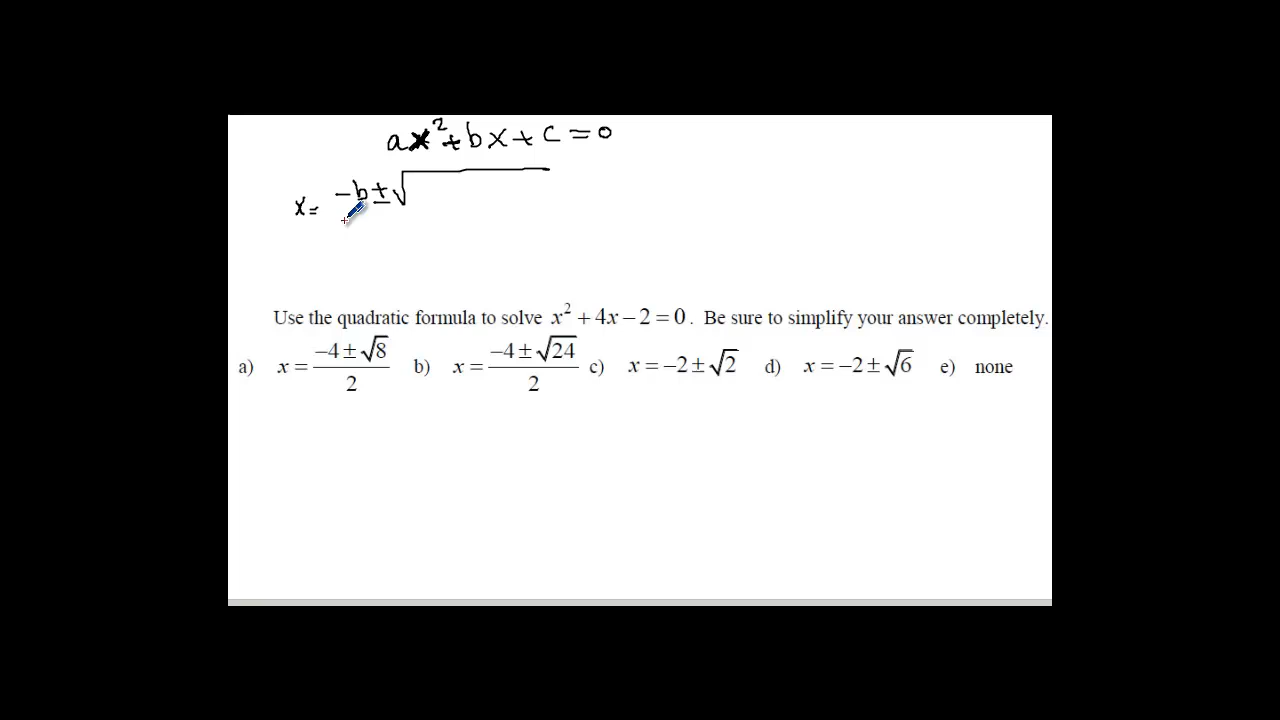 ax²+bx+c=0
x= -b±√
Use the quadratic formula to solve x² + 4x − 2 = 0. Be sure to simplify your answer completely.
a) x = (−4 ± √8)/2 b) x = (−4 ± √24)/2 c) x = −2 ± √2 d) x = −2 ± √6 e) none